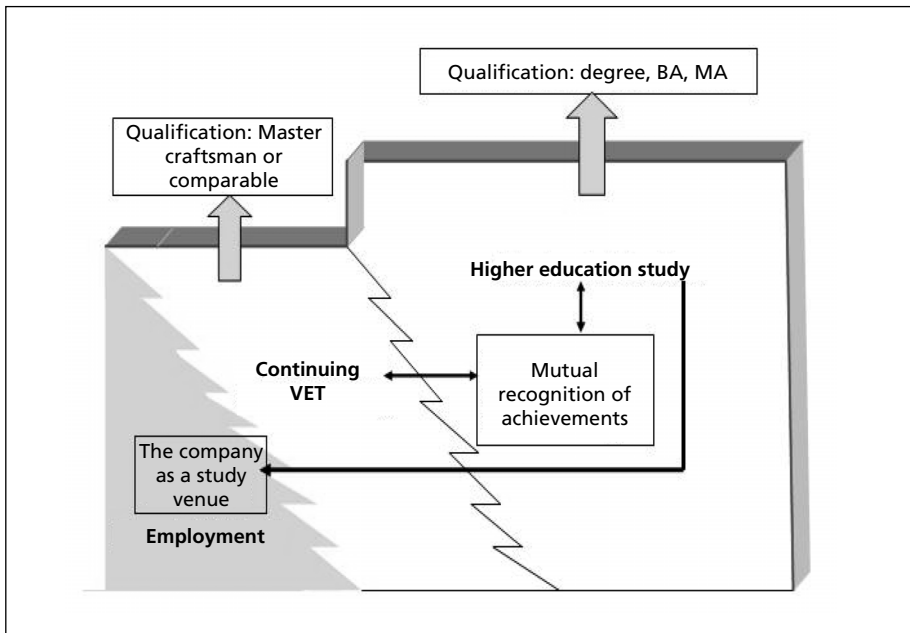 Qualification: degree, BA, MA
Qualification: Master
craftsman or
comparable
Higher education study
Mutual
recognition of
achievements
Continuing
VET
The company
as a study
venue
Employment